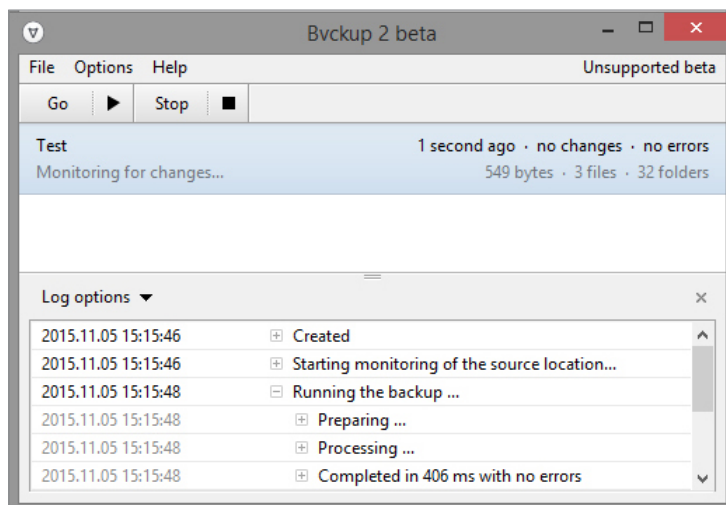 Bvckup 2 beta
File Options Help Unsupported beta
Go Stop
Test 1 second ago · no changes · no errors
Monitoring for changes... 549 bytes · 3 files · 32 folders
Log options
2015.11.05 15:15:46 Created
2015.11.05 15:15:46 Starting monitoring of the source location...
2015.11.05 15:15:48 Running the backup ...
2015.11.05 15:15:48 Preparing ...
2015.11.05 15:15:48 Processing ...
2015.11.05 15:15:48 Completed in 406 ms with no errors